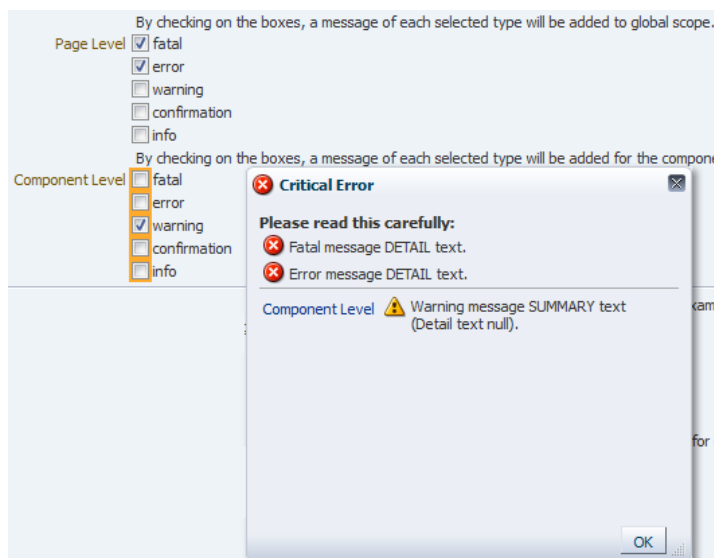 By checking on the boxes, a message of each selected type will be added to global scope.
Page Level fatal
error
warning
confirmation
info
By checking on the boxes, a message of each selected type will be added for the
Component Level fatal
error
warning
confirmation
info
Critical Error
Please read this carefully:
Fatal message DETAIL text.
Error message DETAIL text.
Component Level Warning message SUMMARY text
(Detail text null).
for
OK